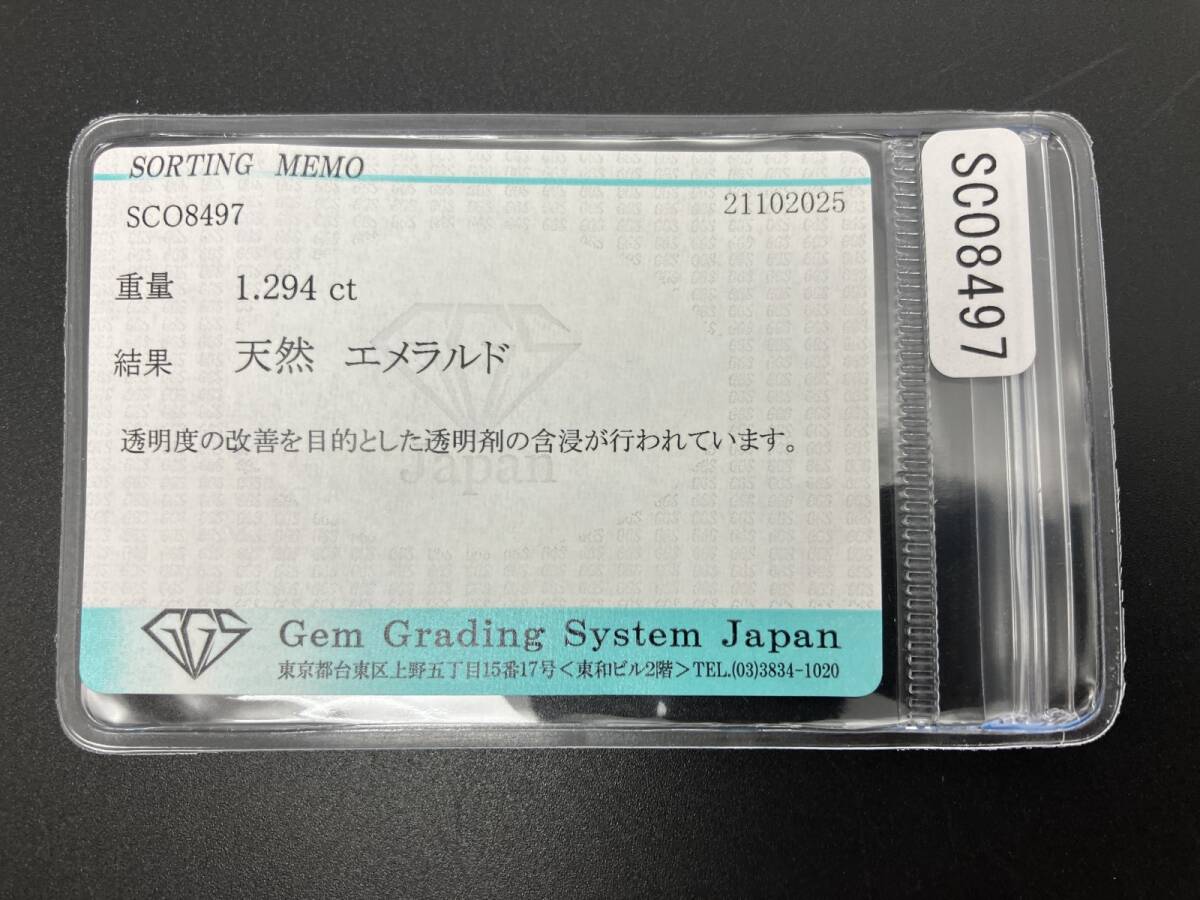 SORTING MEMO
SCO8497
21102025
重量 1.294 ct
結果 天然 エメラルド
透明度の改善を目的とした透明剤の含浸が行われています。
Japan
GGS
Gem Grading System Japan
東京都台東区上野五丁目15番17号<東和ビル2階>TEL.(03)3834-1020
SCO8497